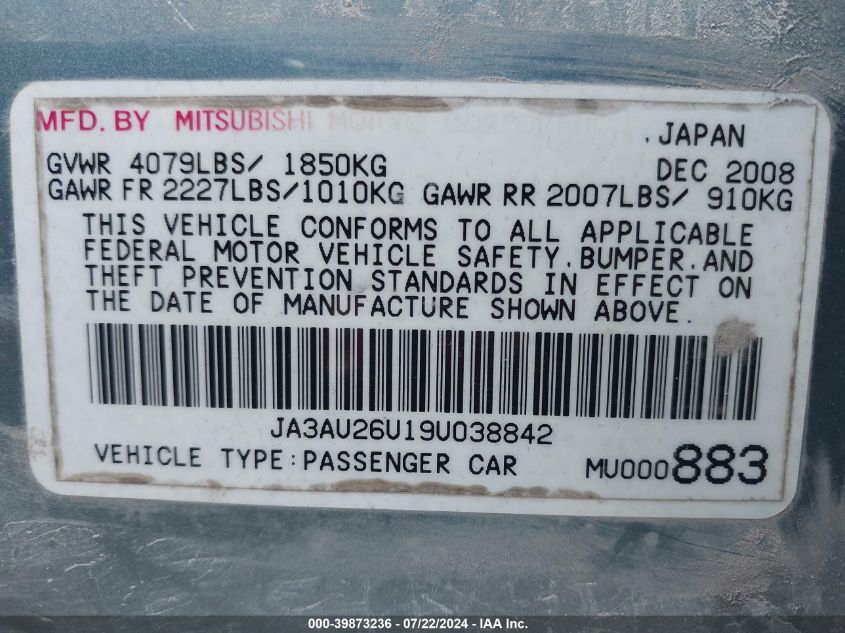 MFD. BY MITSUBISHI MOTORS CORPORATION, JAPAN
GVWR 4079LBS/ 1850KG DEC 2008
GAWR FR 2227LBS/1010KG GAWR RR 2007LBS/ 910KG
THIS VEHICLE CONFORMS TO ALL APPLICABLE
FEDERAL MOTOR VEHICLE SAFETY,BUMPER,AND
THEFT PREVENTION STANDARDS IN EFFECT ON
THE DATE OF MANUFACTURE SHOWN ABOVE.
JA3AU26U19U038842
VEHICLE TYPE:PASSENGER CAR MU000883
000-39873236 - 07/22/2024 - IAA Inc.